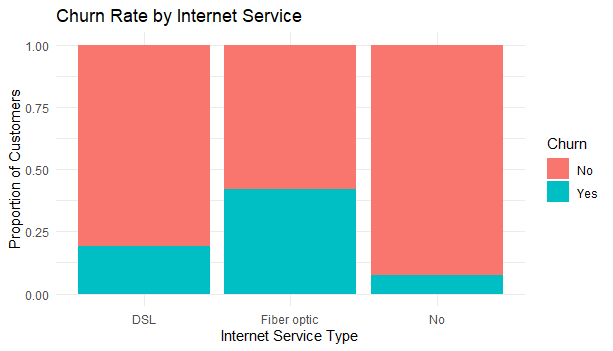 Churn Rate by Internet Service
Proportion of Customers
1.00
0.75
0.50
0.25
0.00
DSL
Fiber optic
No
Internet Service Type
Churn
No
Yes